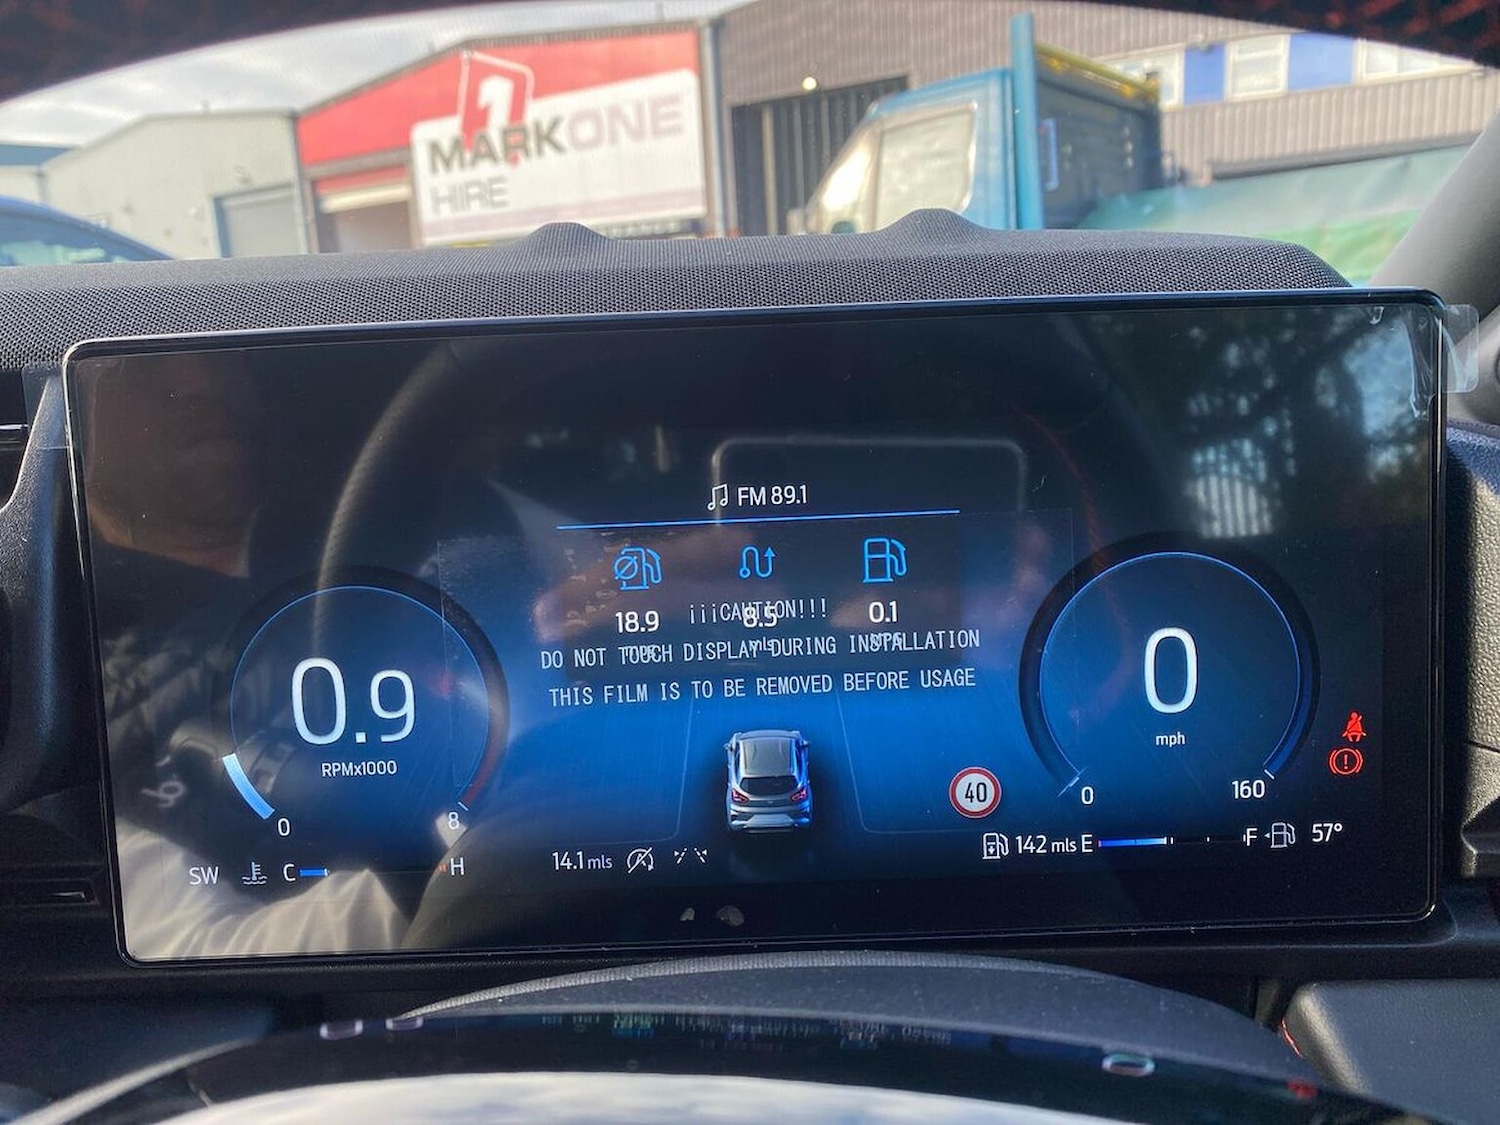 1
MARKONE
HIRE
FM 89.1
18.9
8.5
0.1
¡¡¡CAUTION!!!
mls
DO NOT TOUCH DISPLAY DURING INSTALLATION
THIS FILM IS TO BE REMOVED BEFORE USAGE
0.9
RPMx1000
0
8
0
mph
0
160
40
SW
C
H
14.1 mls
142 mls E
F
57°